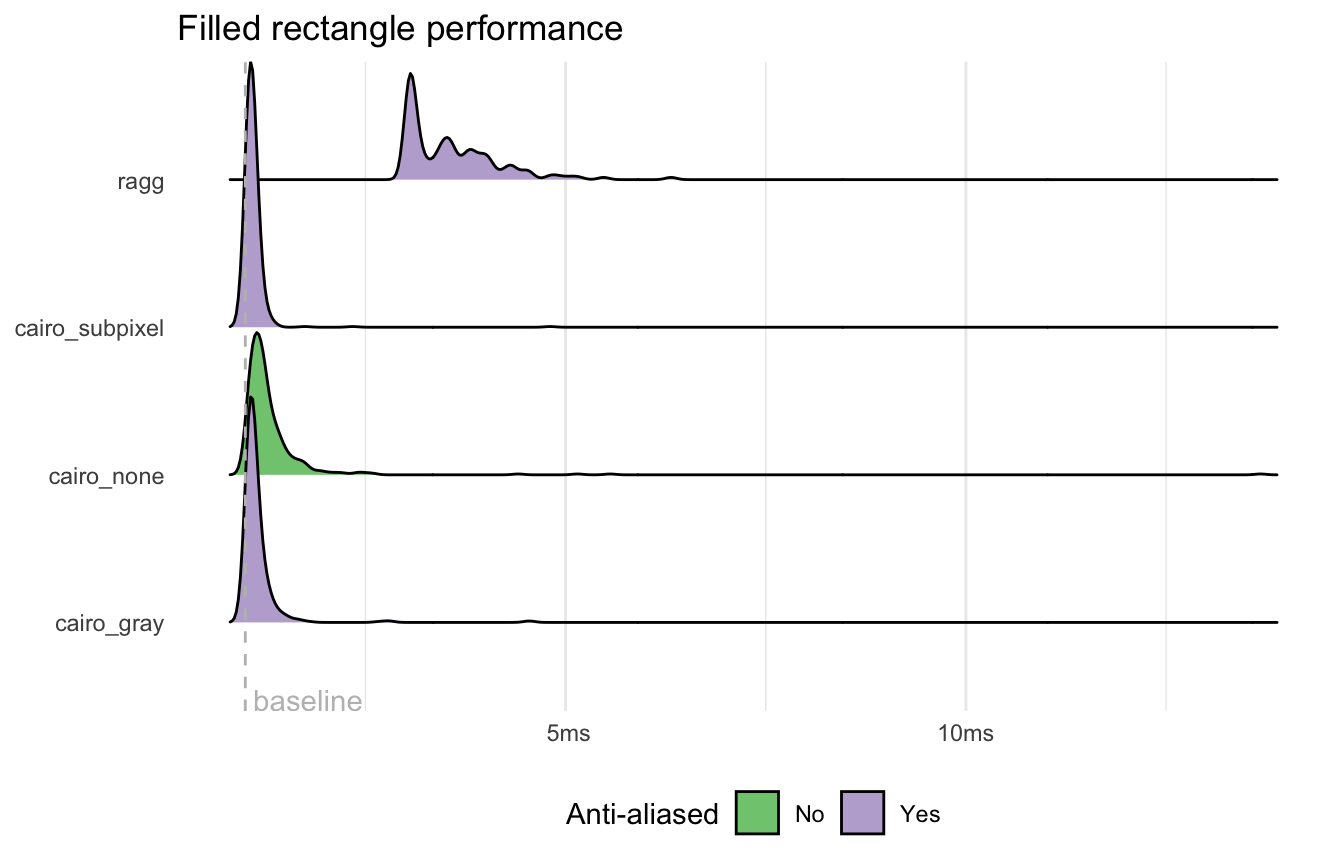 Filled rectangle performance
ragg
cairo_subpixel
cairo_none
cairo_gray
baseline
5ms 10ms
Anti-aliased No Yes